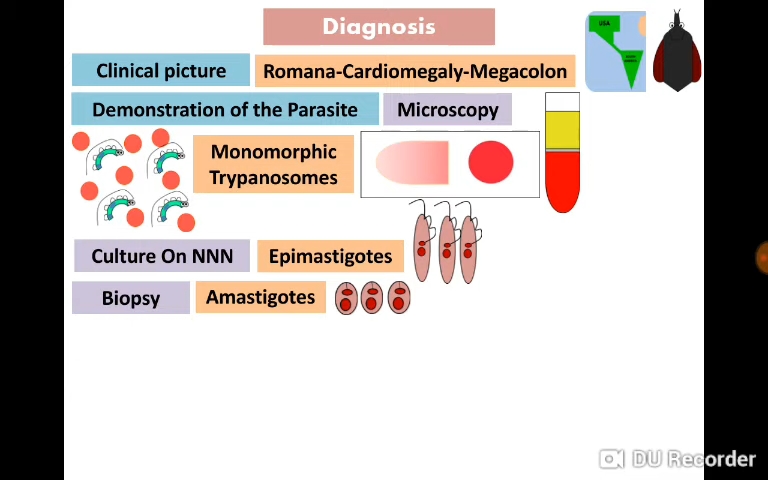 Diagnosis
USA
Clinical picture
Romana-Cardiomegaly-Megacolon
Demonstration of the Parasite
Microscopy
Monomorphic
Trypanosomes
Culture On NNN
Epimastigotes
Biopsy
Amastigotes
DU Recorder